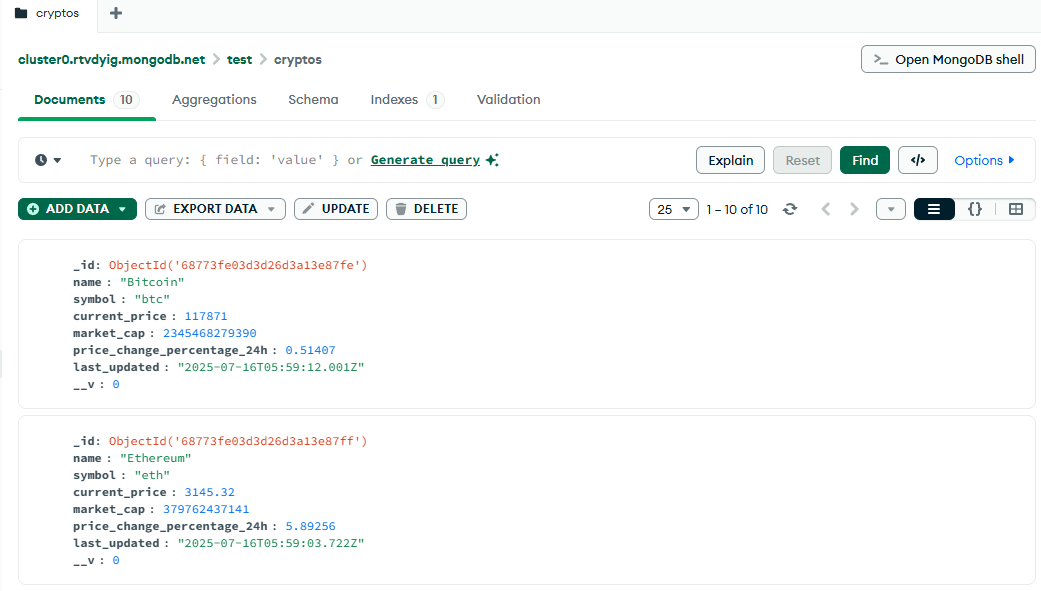 cryptos
cluster0.rtvdyig.mongodb.net > test > cryptos
>_ Open MongoDB shell
Documents 10 Aggregations Schema Indexes 1 Validation
Type a query: { field: 'value' } or Generate query
Explain Reset Find </> Options
ADD DATA EXPORT DATA UPDATE DELETE 25 1 – 10 of 10 {}
_id: ObjectId('68773fe03d3d26d3a13e87fe')
name : "Bitcoin"
symbol : "btc"
current_price : 117871
market_cap : 2345468279390
price_change_percentage_24h : 0.51407
last_updated : "2025-07-16T05:59:12.001Z"
__v : 0
_id: ObjectId('68773fe03d3d26d3a13e87ff')
name : "Ethereum"
symbol : "eth"
current_price : 3145.32
market_cap : 379762437141
price_change_percentage_24h : 5.89256
last_updated : "2025-07-16T05:59:03.722Z"
__v : 0